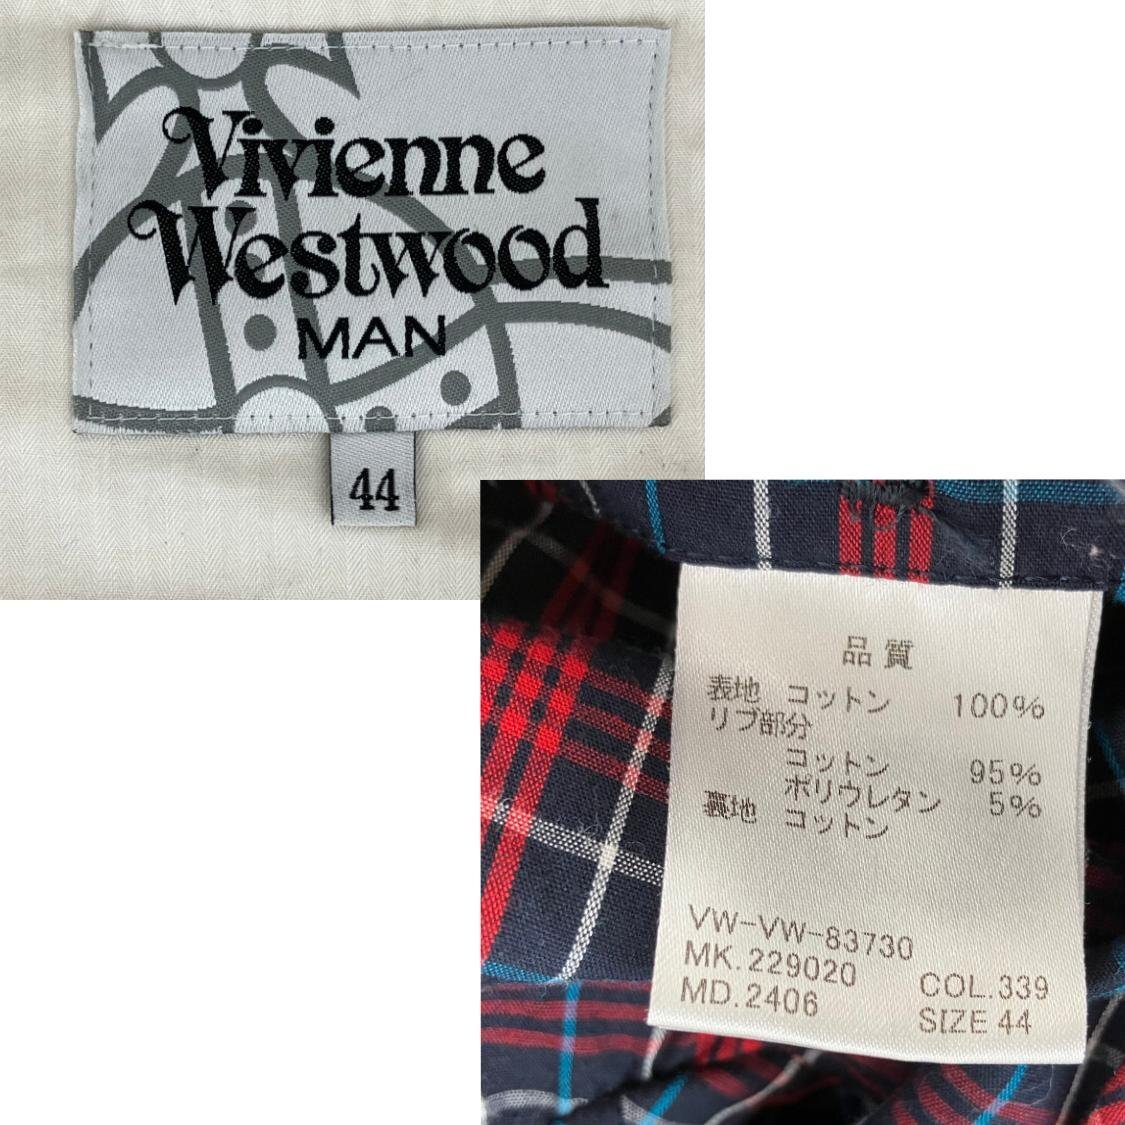 Vivienne
Westwood
MAN
44
品質
表地 コットン 100%
リブ部分
コットン 95%
ポリウレタン 5%
裏地 コットン
VW-VW-83730
MK.229020 COL.339
MD.2406 SIZE 44